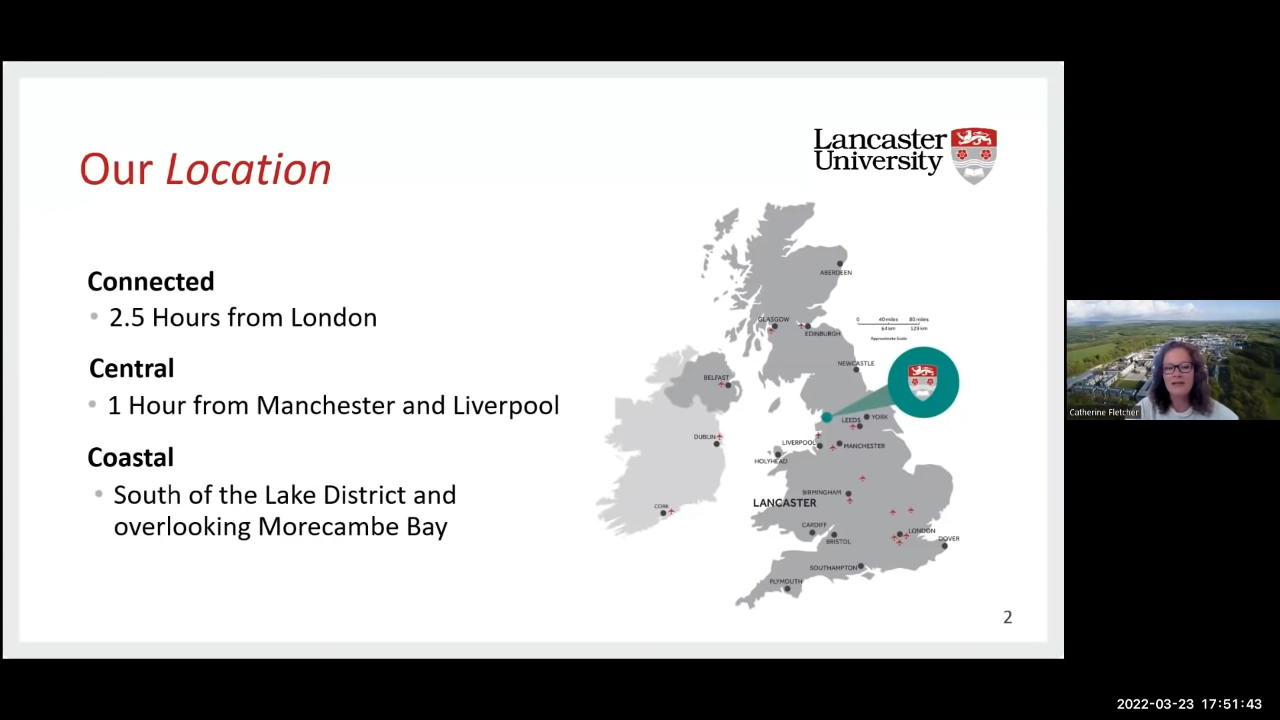 Our Location
Lancaster
University
Connected
2.5 Hours from London
Central
1 Hour from Manchester and Liverpool
Coastal
South of the Lake District and
overlooking Morecambe Bay
ABERDEEN
GLASGOW
EDINBURGH
0 40 miles 80 miles
64 km 129 km
Approximate Scale
NEWCASTLE
BELFAST
LEEDS
YORK
DUBLIN
LIVERPOOL
MANCHESTER
HOLYHEAD
BIRMINGHAM
LANCASTER
CORK
CARDIFF
BRISTOL
LONDON
DOVER
SOUTHAMPTON
PLYMOUTH
2
Catherine Fletcher
2022-03-23 17:51:43